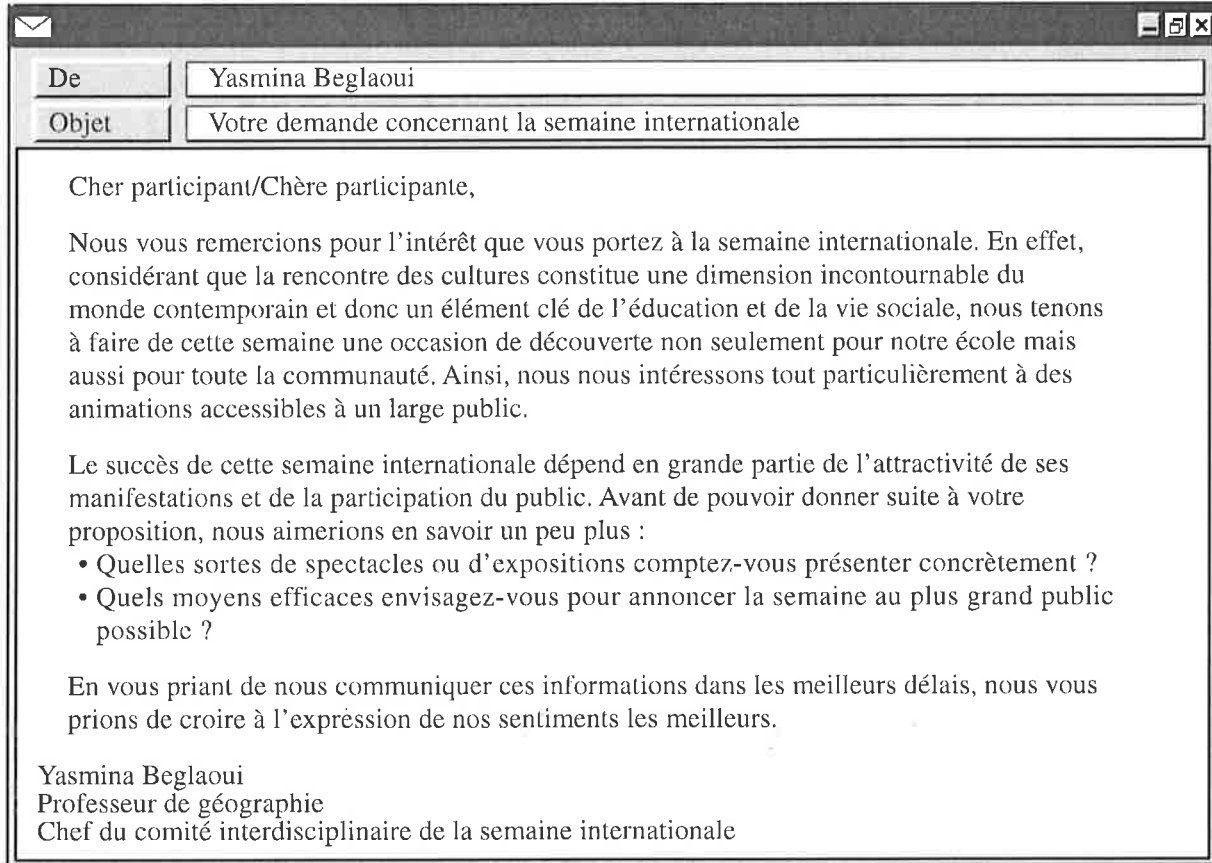 De Yasmina Beglaoui
Objet Votre demande concernant la semaine internationale
Cher participant/Chère participante,
Nous vous remercions pour l'intérêt que vous portez à la semaine internationale. En effet,
considérant que la rencontre des cultures constitue une dimension incontournable du
monde contemporain et donc un élément clé de l'éducation et de la vie sociale, nous tenons
à faire de cette semaine une occasion de découverte non seulement pour notre école mais
aussi pour toute la communauté. Ainsi, nous nous intéressons tout particulièrement à des
animations accessibles à un large public.
Le succès de cette semaine internationale dépend en grande partie de l'attractivité de ses
manifestations et de la participation du public. Avant de pouvoir donner suite à votre
proposition, nous aimerions en savoir un peu plus :
• Quelles sortes de spectacles ou d'expositions comptez-vous présenter concrètement ?
• Quels moyens efficaces envisagez-vous pour annoncer la semaine au plus grand public
possible ?
En vous priant de nous communiquer ces informations dans les meilleurs délais, nous vous
prions de croire à l'expression de nos sentiments les meilleurs.
Yasmina Beglaoui
Professeur de géographie
Chef du comité interdisciplinaire de la semaine internationale